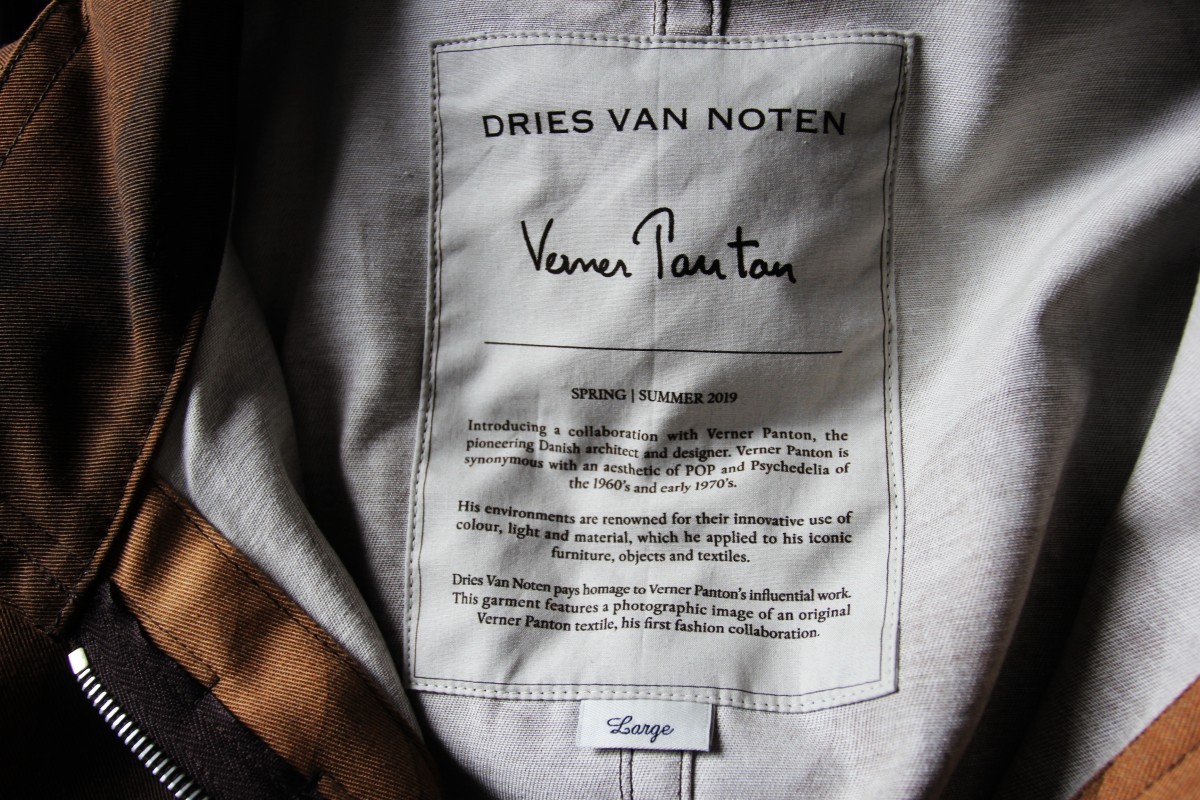 DRIES VAN NOTEN
Verner Panton
SPRING | SUMMER 2019
Introducing a collaboration with Verner Panton, the
pioneering Danish architect and designer. Verner Panton is
synonymous with an aesthetic of POP and Psychedelia of
the 1960's and early 1970's.
His environments are renowned for their innovative use of
colour, light and material, which he applied to his iconic
furniture, objects and textiles.
Dries Van Noten pays homage to Verner Panton's influential work.
This garment features a photographic image of an original
Verner Panton textile, his first fashion collaboration.
Large